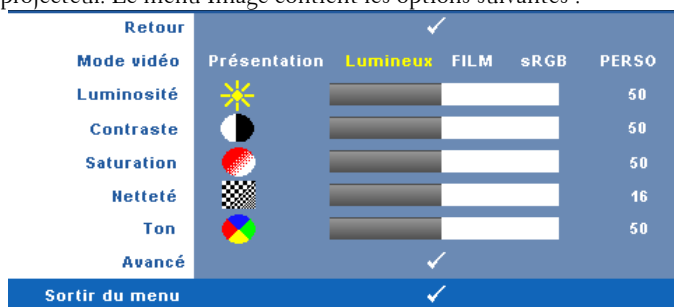 projecteur. Le menu Image contient les options suivantes :
Retour
Mode vidéo Présentation Lumineux FILM sRGB PERSO
Luminosité 50
Contraste 50
Saturation 50
Netteté 16
Ton 50
Avancé
Sortir du menu